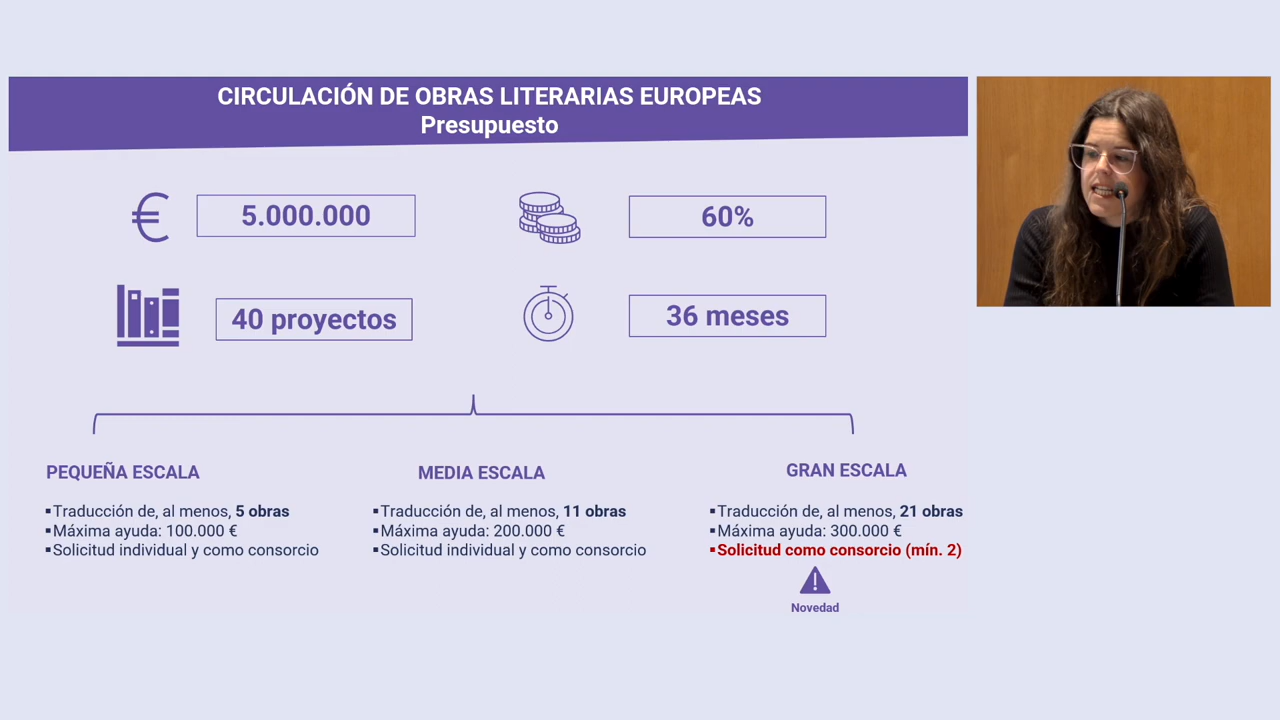 CIRCULACIÓN DE OBRAS LITERARIAS EUROPEAS
Presupuesto
€
5.000.000
60%
40 proyectos
36 meses
PEQUEÑA ESCALA
▪Traducción de, al menos, 5 obras
▪Máxima ayuda: 100.000 €
▪Solicitud individual y como consorcio
MEDIA ESCALA
▪Traducción de, al menos, 11 obras
▪Máxima ayuda: 200.000 €
▪Solicitud individual y como consorcio
GRAN ESCALA
▪Traducción de, al menos, 21 obras
▪Máxima ayuda: 300.000 €
▪Solicitud como consorcio (mín. 2)
!
Novedad